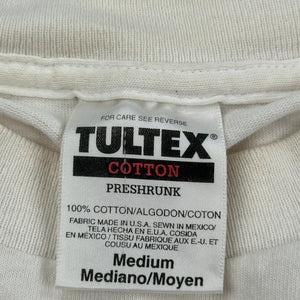 FOR CARE SEE REVERSE
TULTEX
COTTON
PRESHRUNK
100% COTTON/ALGODON/COTON
FABRIC MADE IN U.S.A. SEWN IN MEXICO/
TELA HECHA EN E.U.A. COSIDA
EN MÉXICO / TISSU FABRIQUE AUX E.-U. ET
COUSU AU MEXIQUE
Medium
Mediano/Moyen